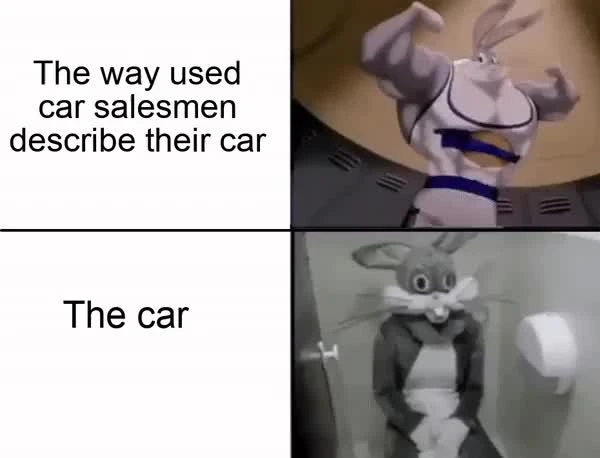 The way used
car salesmen
describe their car
The car